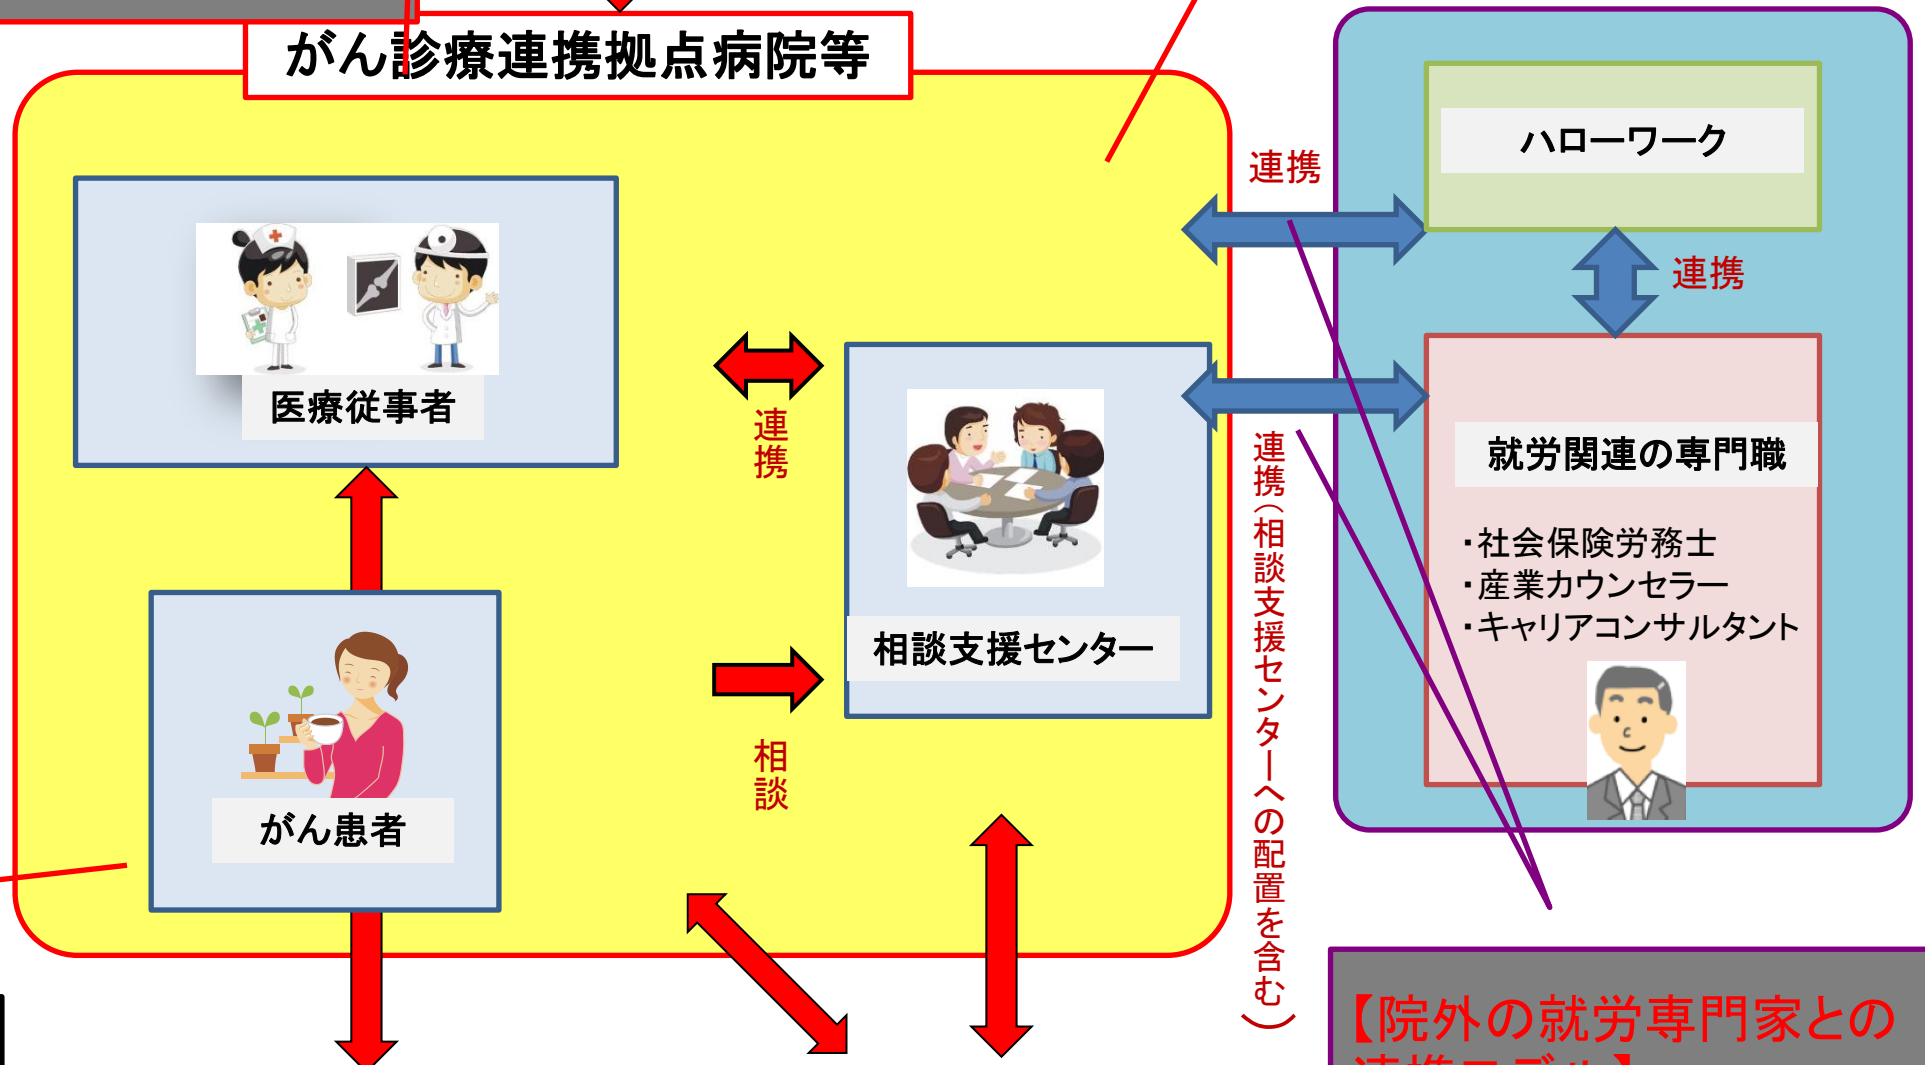 がん診療連携拠点病院等
医療従事者
がん患者
連携
相談
相談支援センター
連携
連携(相談支援センターへの配置を含む)
ハローワーク
連携
就労関連の専門職
・社会保険労務士
・産業カウンセラー
・キャリアコンサルタント
【院外の就労専門家との
連携モデル】